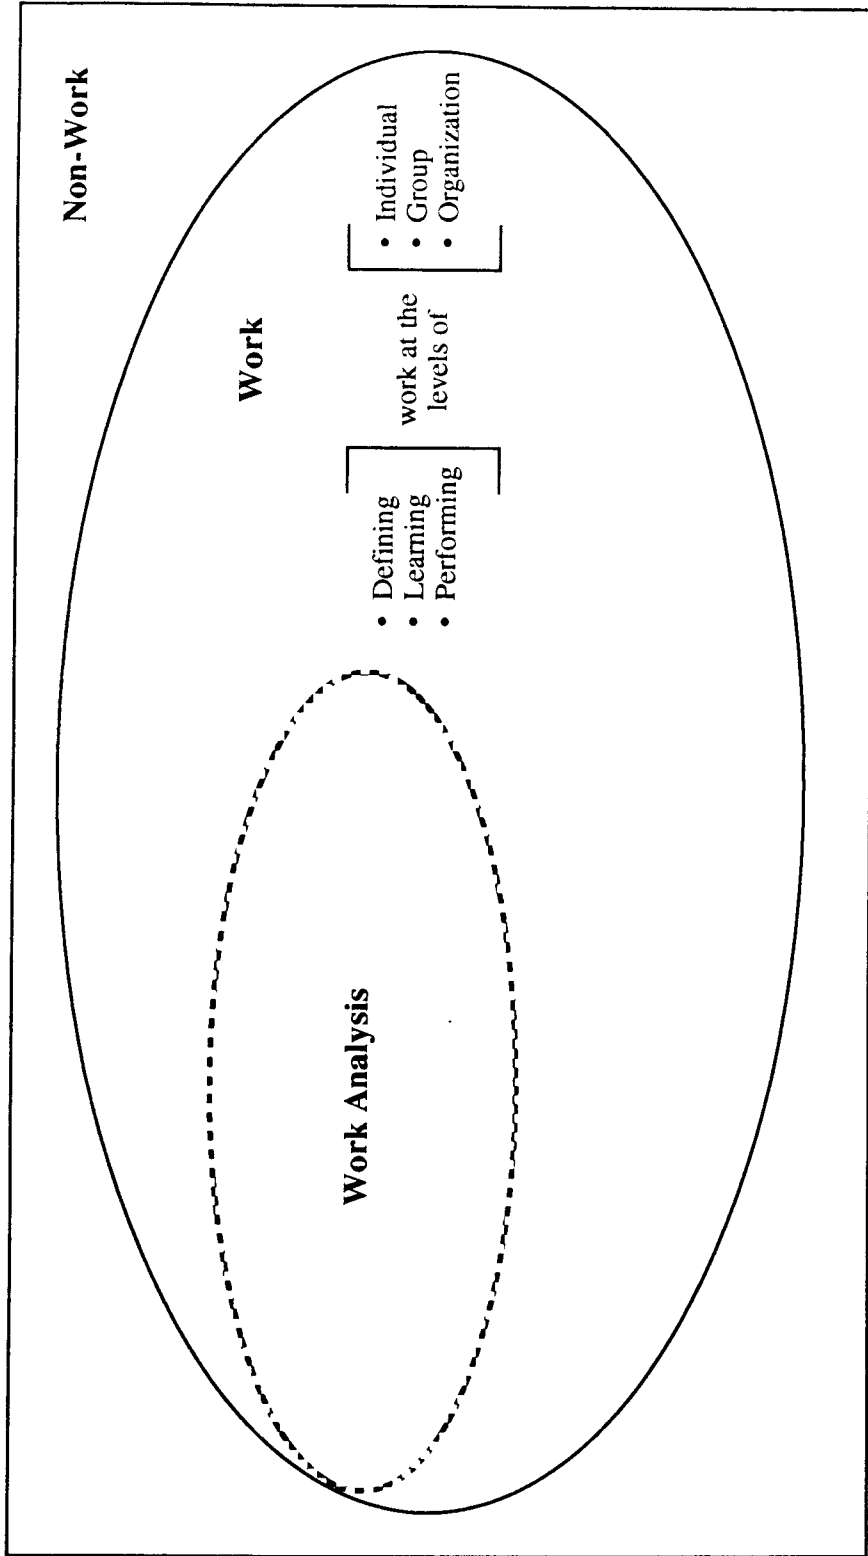 Non-Work
Work
• Defining
• Learning
• Performing
work at the
levels of
• Individual
• Group
• Organization
Work Analysis